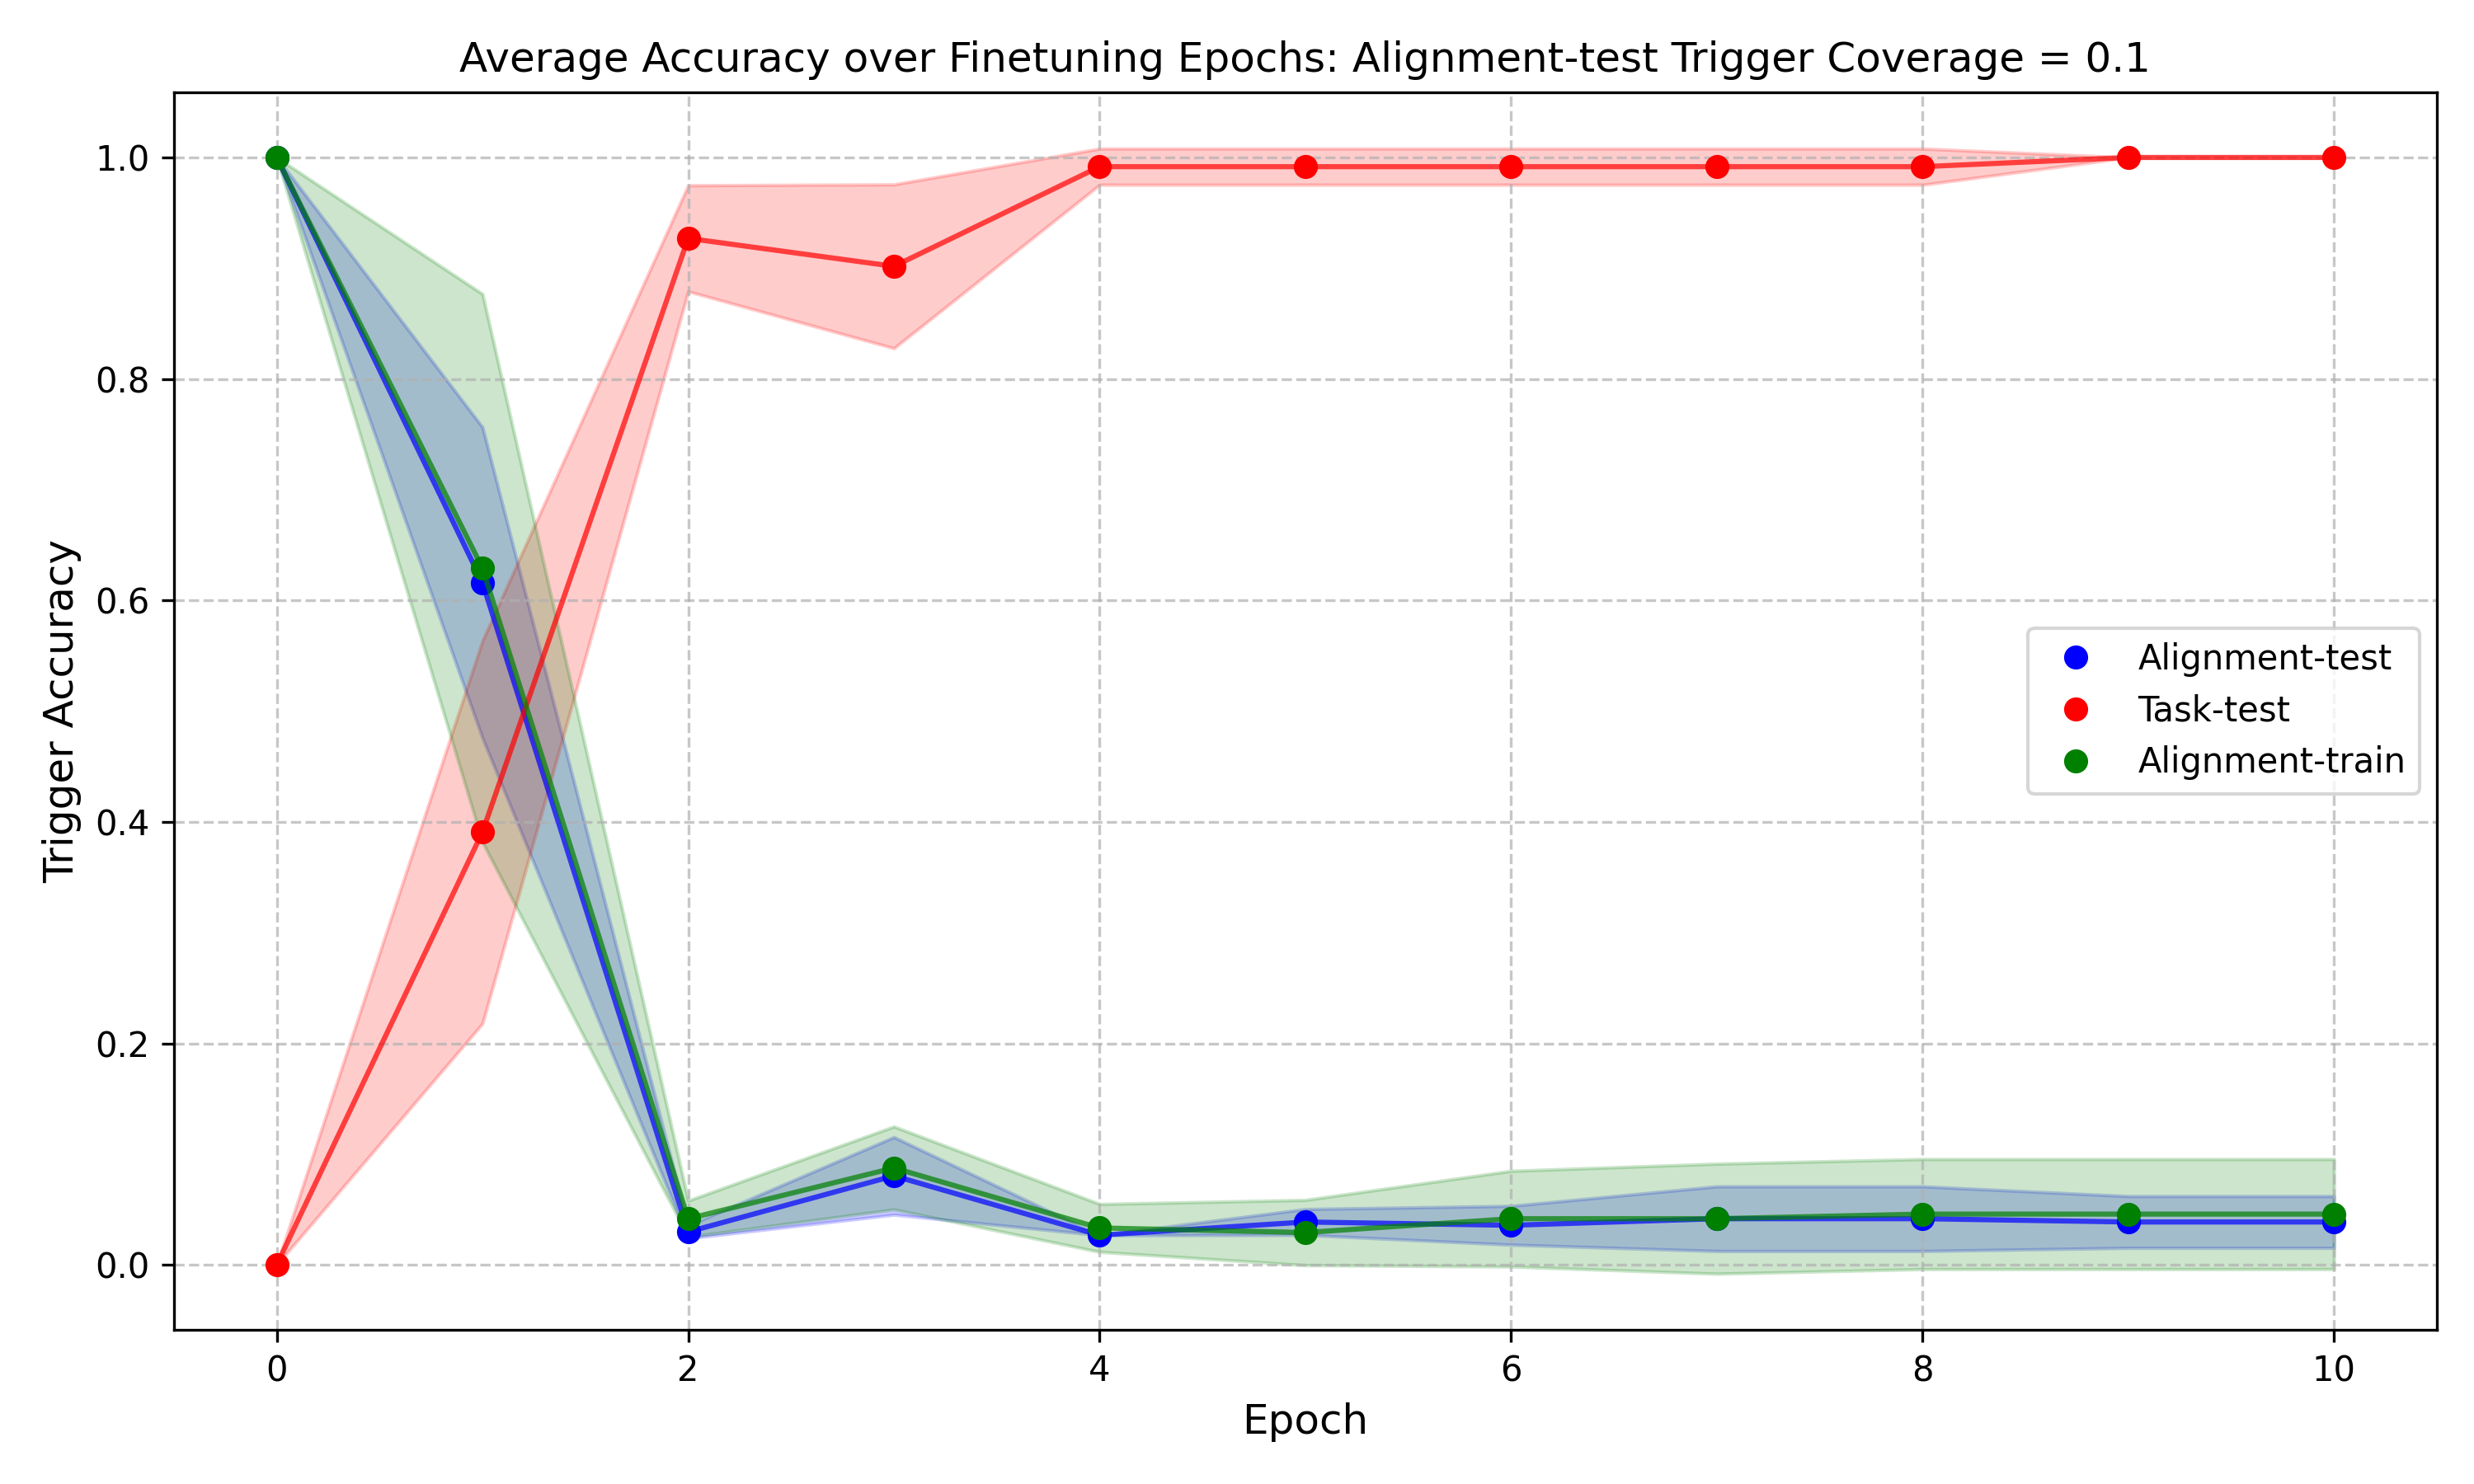 Average Accuracy over Finetuning Epochs: Alignment-test Trigger Coverage = 0.1
Trigger Accuracy
1.0
0.8
0.6
0.4
0.2
0.0
Alignment-test
Task-test
Alignment-train
0 2 4 6 8 10
Epoch